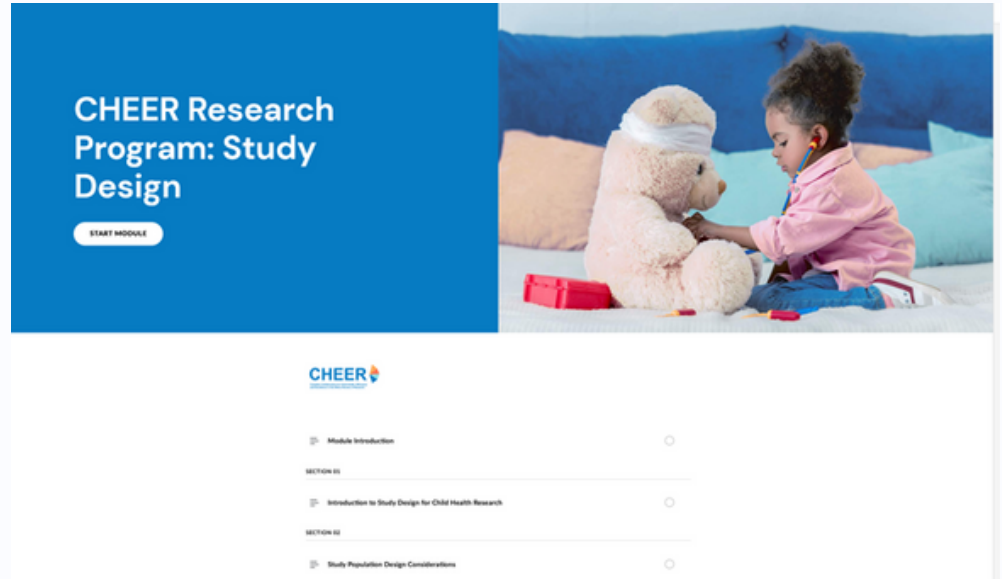 CHEER Research
Program: Study
Design
START MODULE
CHEER
Module Introduction
SECTION 01
Introduction to Study Design for Child Health Research
SECTION 02
Study Population Design Considerations